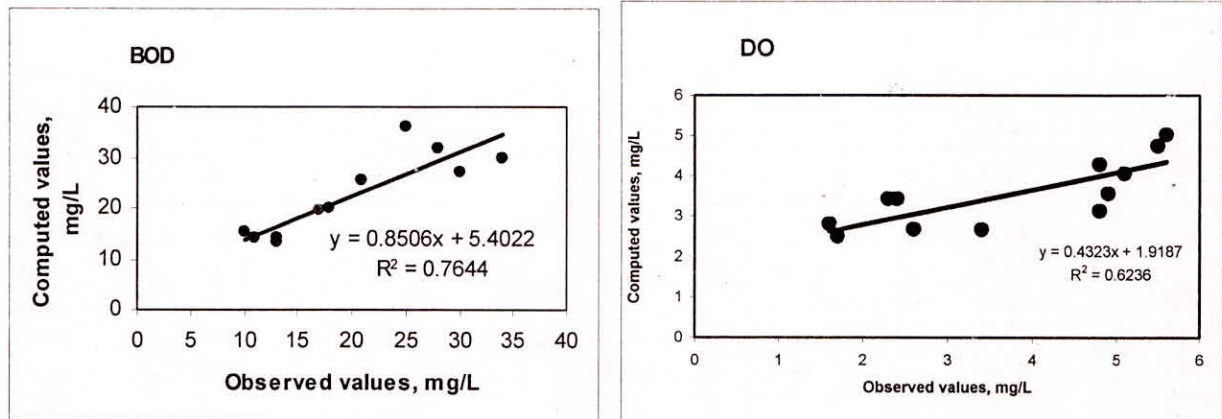 BOD
40
30
20
10
0
Computed values,
mg/L
y = 0.8506x + 5.4022
R² = 0.7644
0 5 10 15 20 25 30 35 40
Observed values, mg/L
DO
6
5
4
3
2
1
0
Computed values, mg/L
y = 0.4323x + 1.9187
R² = 0.6236
0 1 2 3 4 5 6
Observed values, mg/L